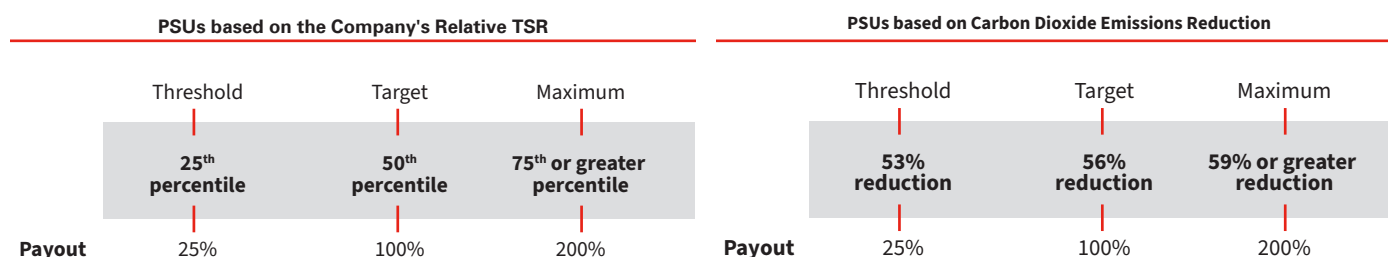 PSUs based on the Company's Relative TSR
Threshold Target Maximum
25th 50th 75th or greater
percentile percentile percentile
Payout 25% 100% 200%
PSUs based on Carbon Dioxide Emissions Reduction
Threshold Target Maximum
53% 56% 59% or greater
reduction reduction reduction
Payout 25% 100% 200%